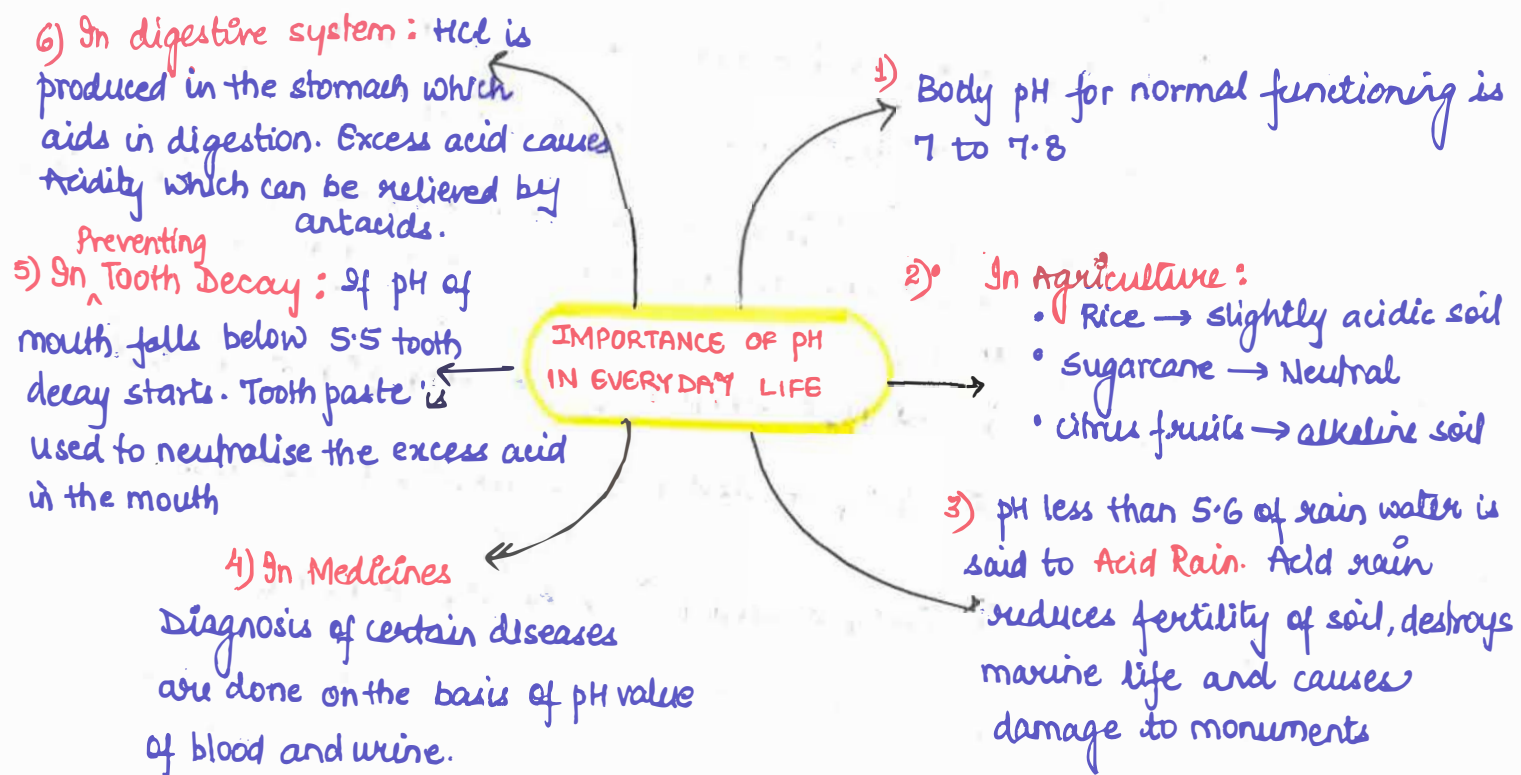 IMPORTANCE OF pH
IN EVERYDAY LIFE
1) Body pH for normal functioning is
7 to 7.8
2) • In Agriculture:
• Rice → slightly acidic soil
• Sugarcane → Neutral
• citrus fruits → alkeline soil
3) pH less than 5.6 of rain water is
said to Acid Rain. Acid rain
reduces fertility of soil, destroys
marine life and causes
damage to monuments
4) In Medicines
Diagnosis of certain diseases
are done on the basis of pH value
of blood and urine.
Preventing
5) In ^ Tooth Decay: If pH of
mouth falls below 5.5 tooth
decay starts. Tooth paste is
used to neutralise the excess acid
in the mouth
6) In digestive system: HCl is
produced in the stomach which
aids in digestion. Excess acid causes
Acidity which can be relieved by
antacids.